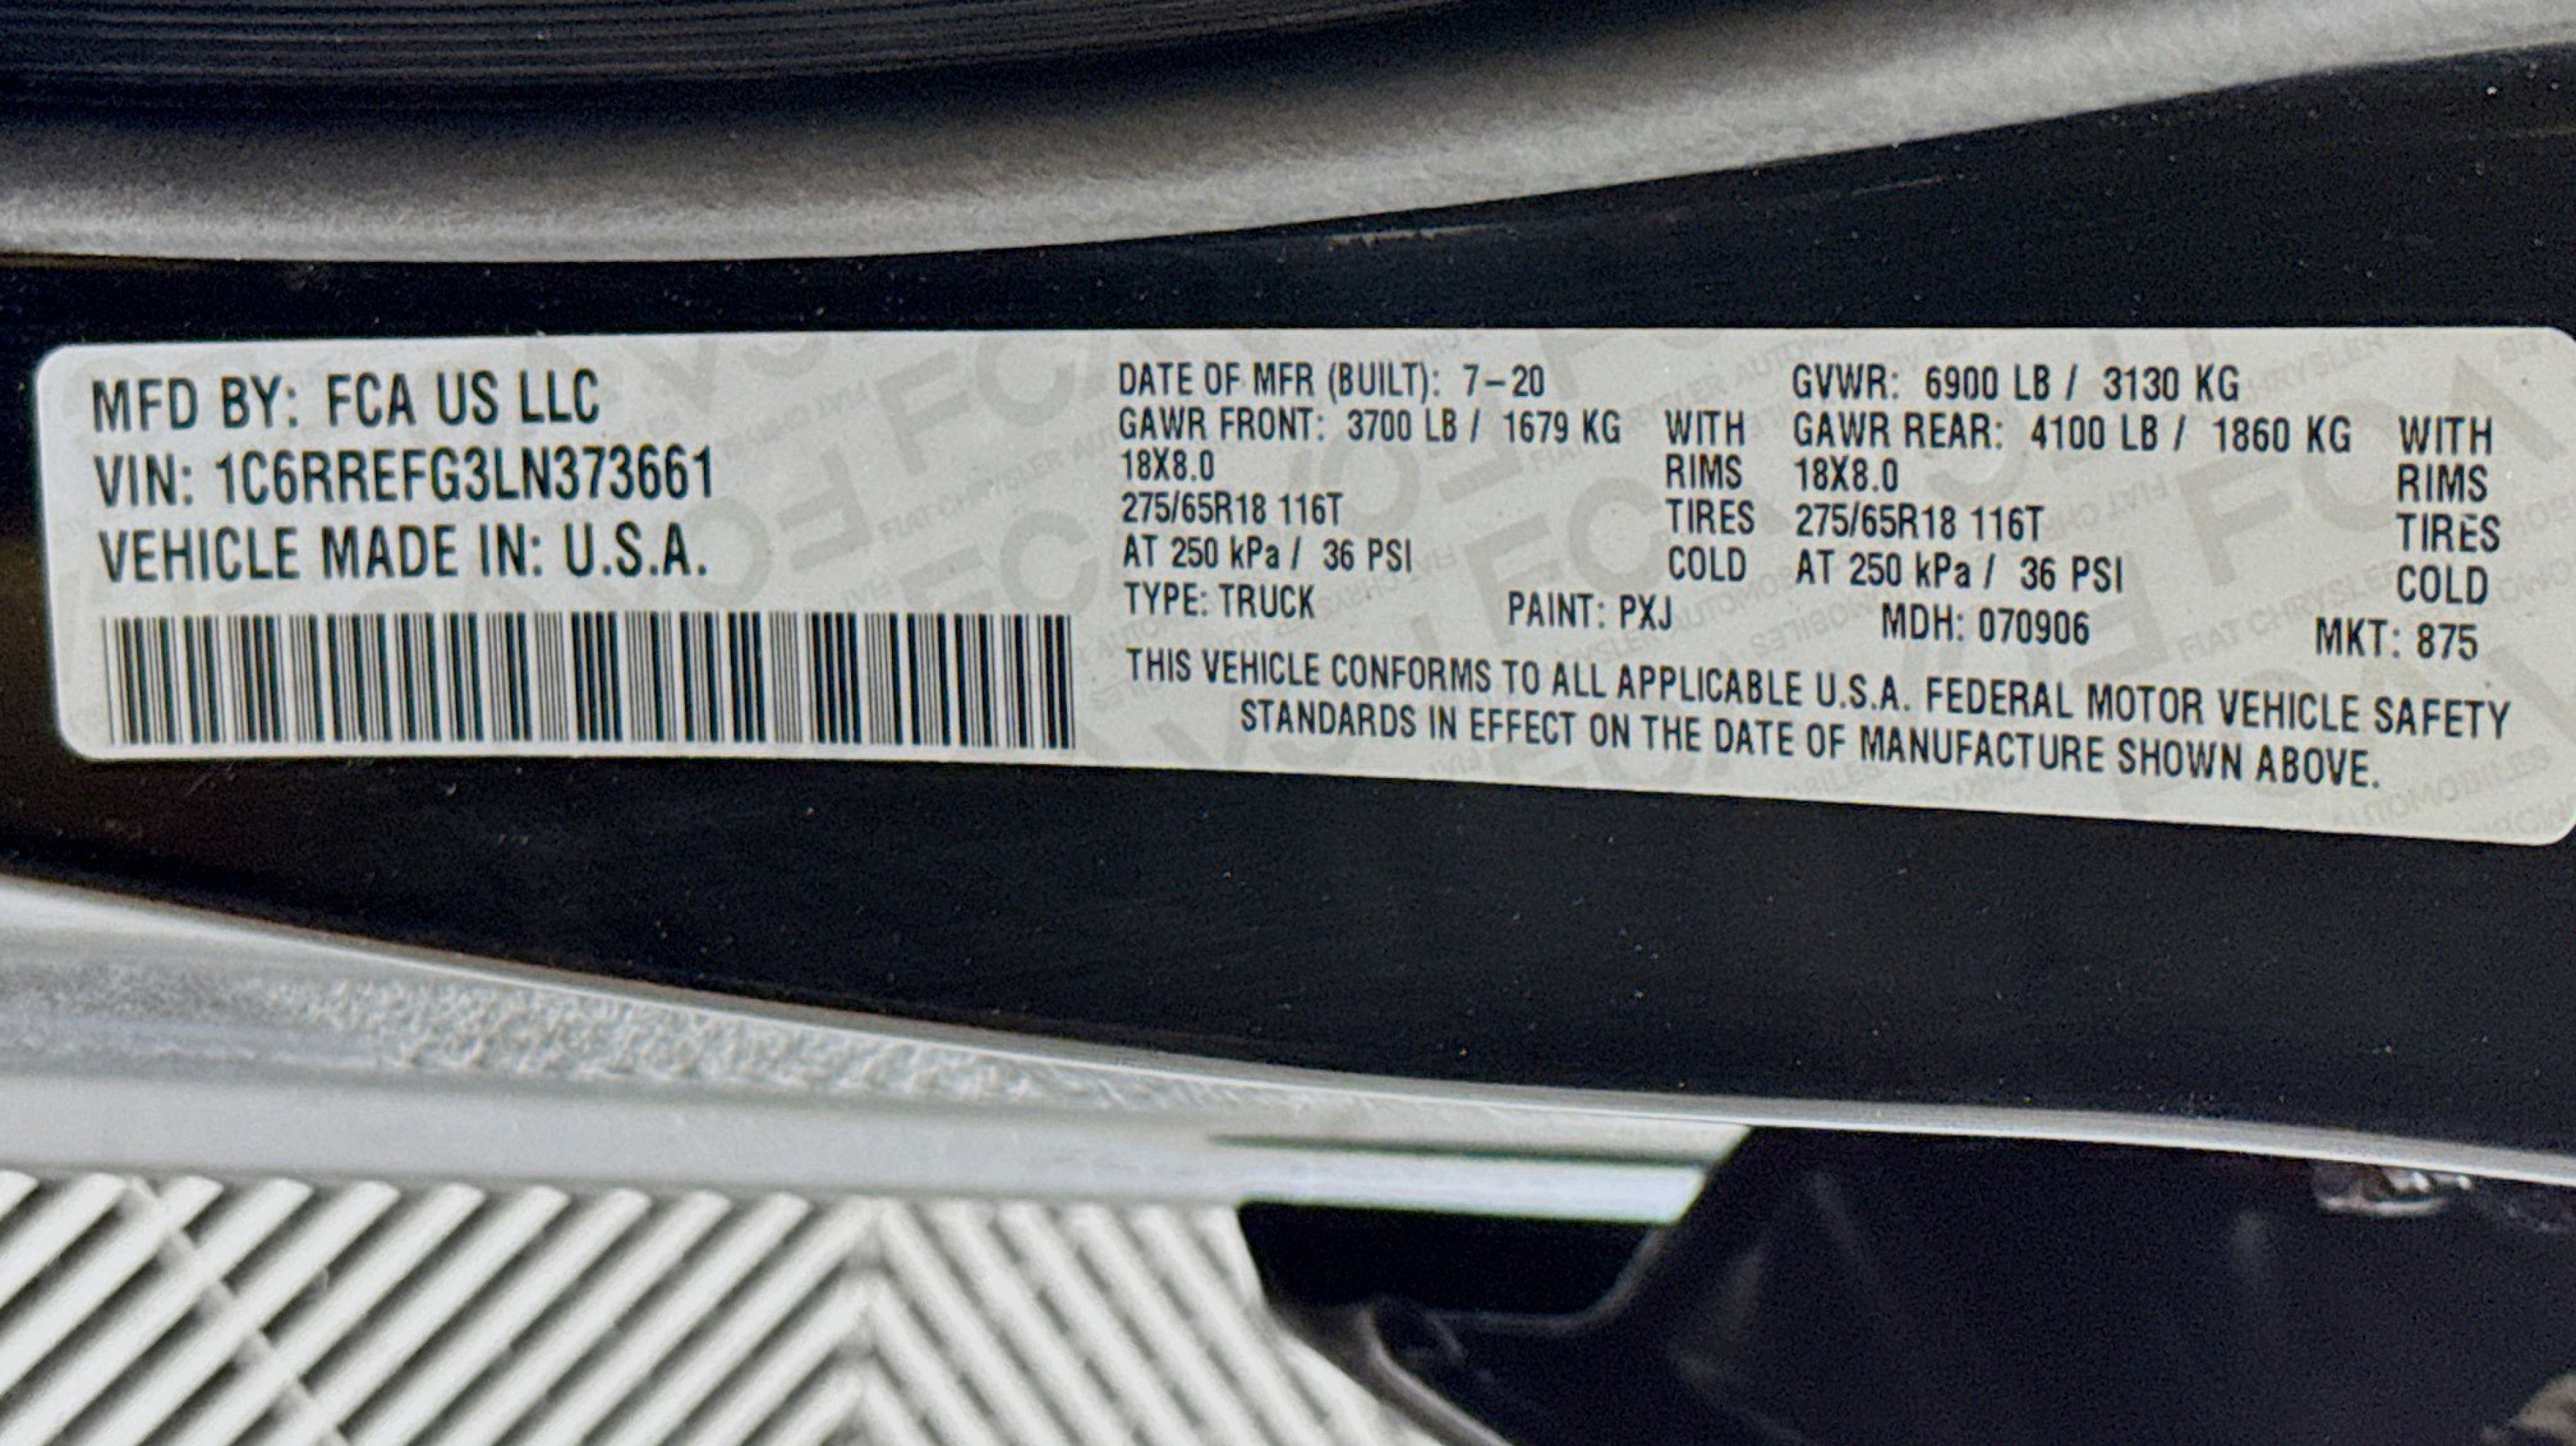 MFD BY: FCA US LLC
VIN: 1C6RREFG3LN373661
VEHICLE MADE IN: U.S.A.
DATE OF MFR (BUILT): 7-20
GAWR FRONT: 3700 LB / 1679 KG WITH
18X8.0 RIMS
275/65R18 116T TIRES
AT 250 kPa / 36 PSI COLD
GVWR: 6900 LB / 3130 KG
GAWR REAR: 4100 LB / 1860 KG WITH
18X8.0 RIMS
275/65R18 116T TIRES
AT 250 kPa / 36 PSI COLD
TYPE: TRUCK PAINT: PXJ MDH: 070906 MKT: 875
THIS VEHICLE CONFORMS TO ALL APPLICABLE U.S.A. FEDERAL MOTOR VEHICLE SAFETY
STANDARDS IN EFFECT ON THE DATE OF MANUFACTURE SHOWN ABOVE.